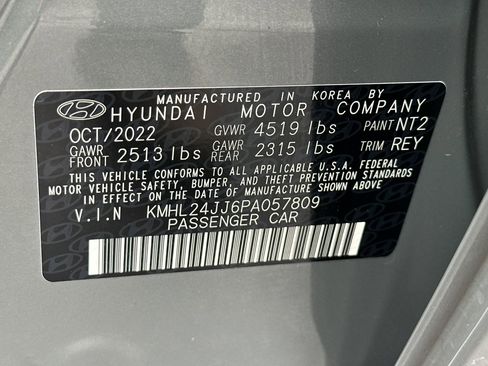 MANUFACTURED IN KOREA BY
HYUNDAI MOTOR COMPANY
OCT/2022 GVWR 4519 lbs PAINT NT2
GAWR FRONT 2513 lbs GAWR REAR 2315 lbs TRIM REY
THIS VEHICLE CONFORMS TO ALL APPLICABLE U.S.A. FEDERAL
MOTOR VEHICLE SAFETY, BUMPER, AND THEFT PREVENTION STANDARDS
IN EFFECT ON THE DATE OF MANUFACTURE SHOWN ABOVE
V.I.N KMHL24JJ6PA057809
PASSENGER CAR